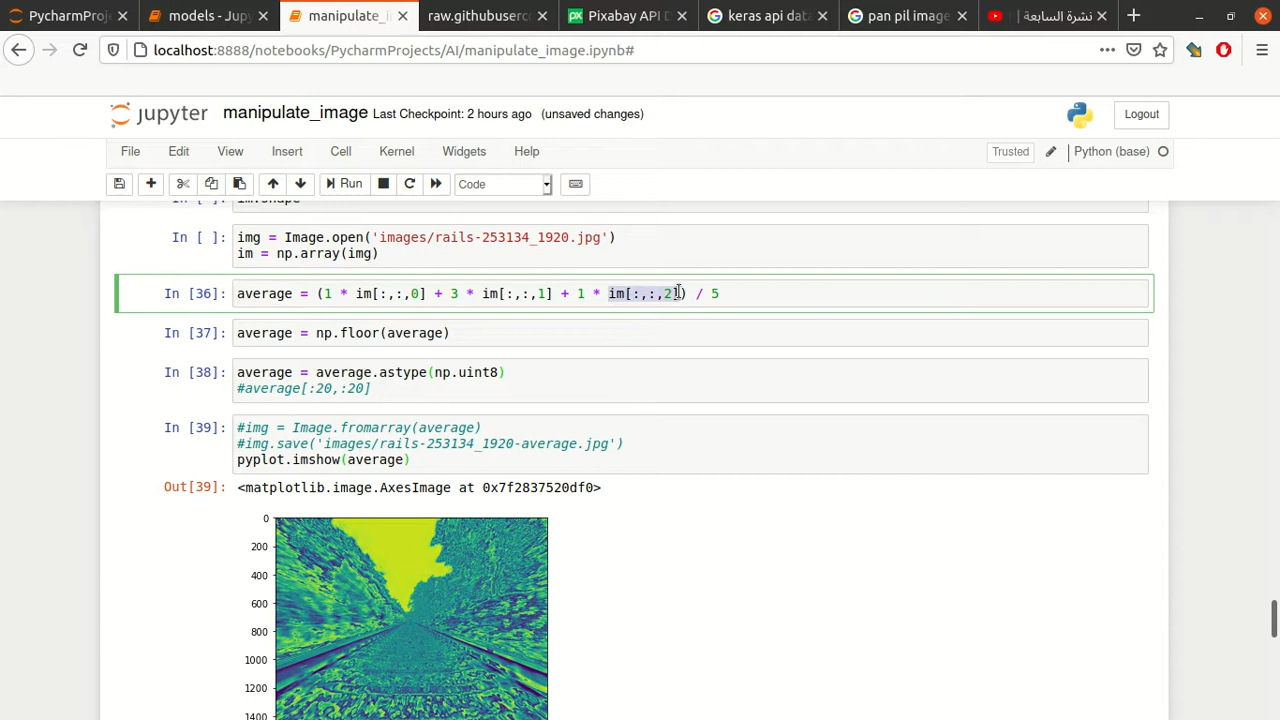 PycharmProjec
models - Jupy
manipulate_i
raw.githubuserco
Pixabay API D
keras api data
pan pil image
نشرة السابعة |
localhost:8888/notebooks/PycharmProjects/AI/manipulate_image.ipynb#
jupyter manipulate_image Last Checkpoint: 2 hours ago (unsaved changes)
Logout
File Edit View Insert Cell Kernel Widgets Help
Trusted Python (base)
Run Code
In [ ]: im.shape
In [ ]: img = Image.open('images/rails-253134_1920.jpg')
im = np.array(img)
In [36]: average = (1 * im[:,:,0] + 3 * im[:,:,1] + 1 * im[:,:,2]) / 5
In [37]: average = np.floor(average)
In [38]: average = average.astype(np.uint8)
#average[:20,:20]
In [39]: #img = Image.fromarray(average)
#img.save('images/rails-253134_1920-average.jpg')
pyplot.imshow(average)
Out[39]: <matplotlib.image.AxesImage at 0x7f2837520df0>
0
200
400
600
800
1000
1200
1400